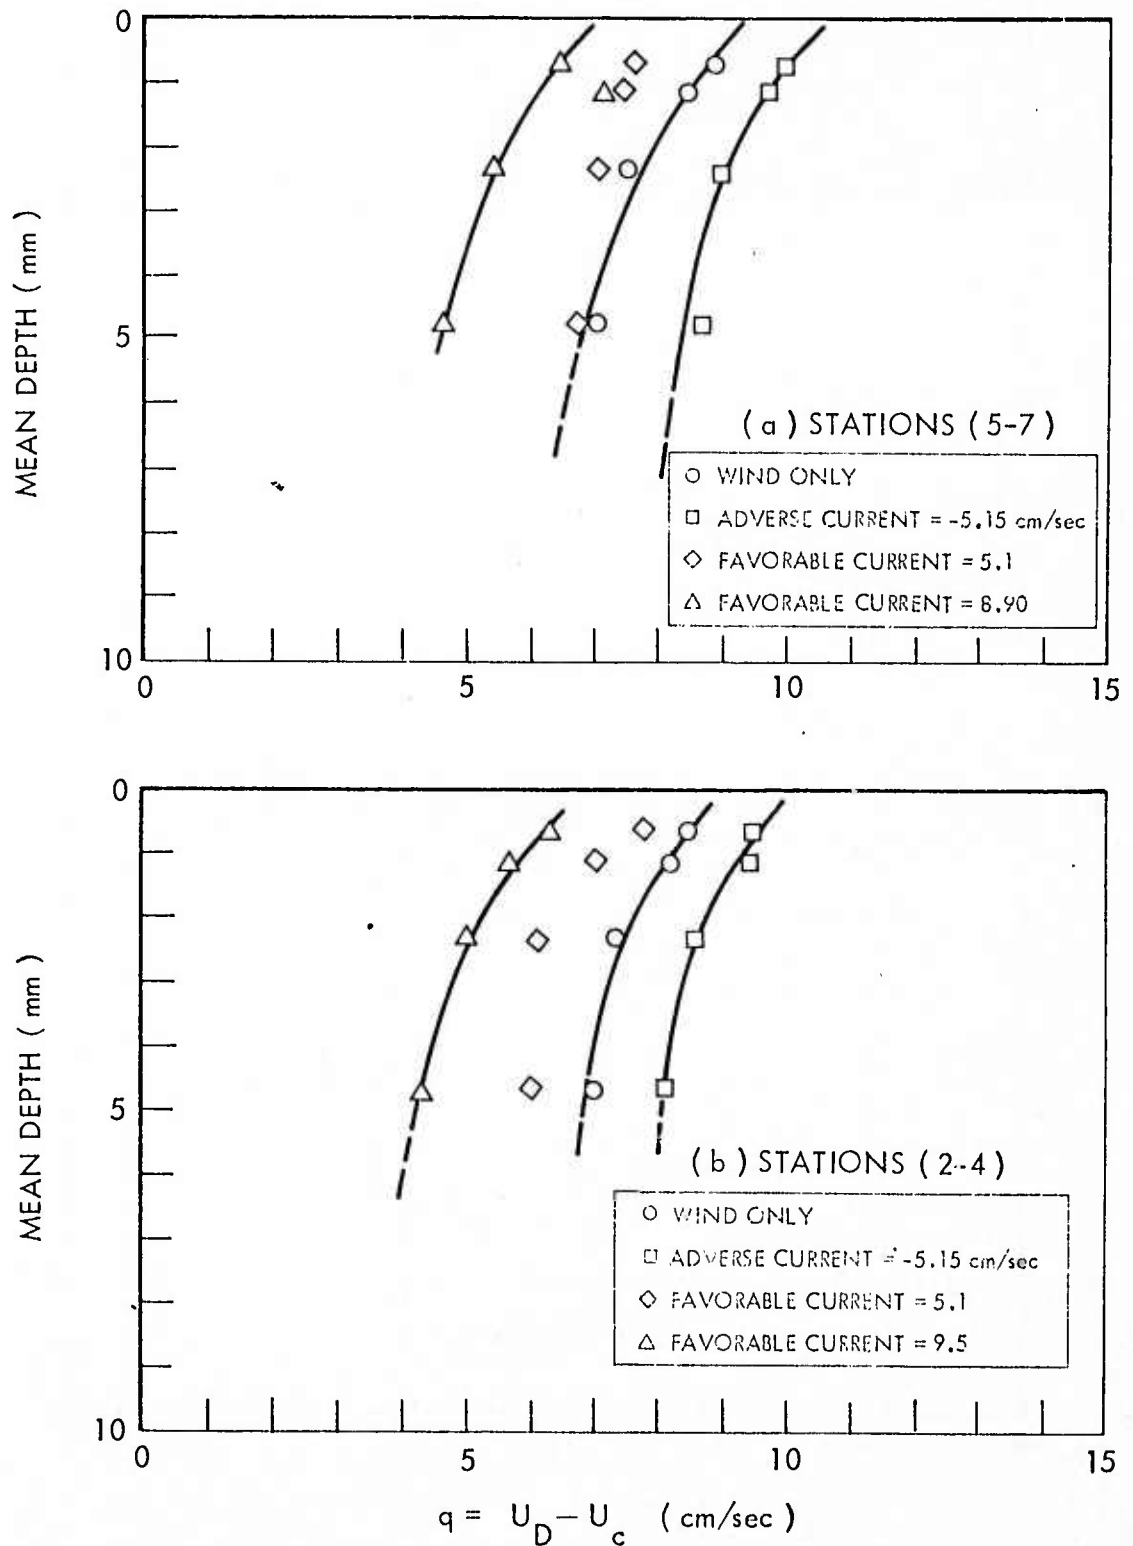 0
5
10
MEAN DEPTH (mm)
(a) STATIONS (5-7)
○ WIND ONLY
□ ADVERSE CURRENT = -5.15 cm/sec
◇ FAVORABLE CURRENT = 5.1
△ FAVORABLE CURRENT = 8.90
0 5 10 15
0
5
10
MEAN DEPTH (mm)
(b) STATIONS (2-4)
○ WIND ONLY
□ ADVERSE CURRENT = -5.15 cm/sec
◇ FAVORABLE CURRENT = 5.1
△ FAVORABLE CURRENT = 9.5
0 5 10 15
q = U_D - U_c (cm/sec)